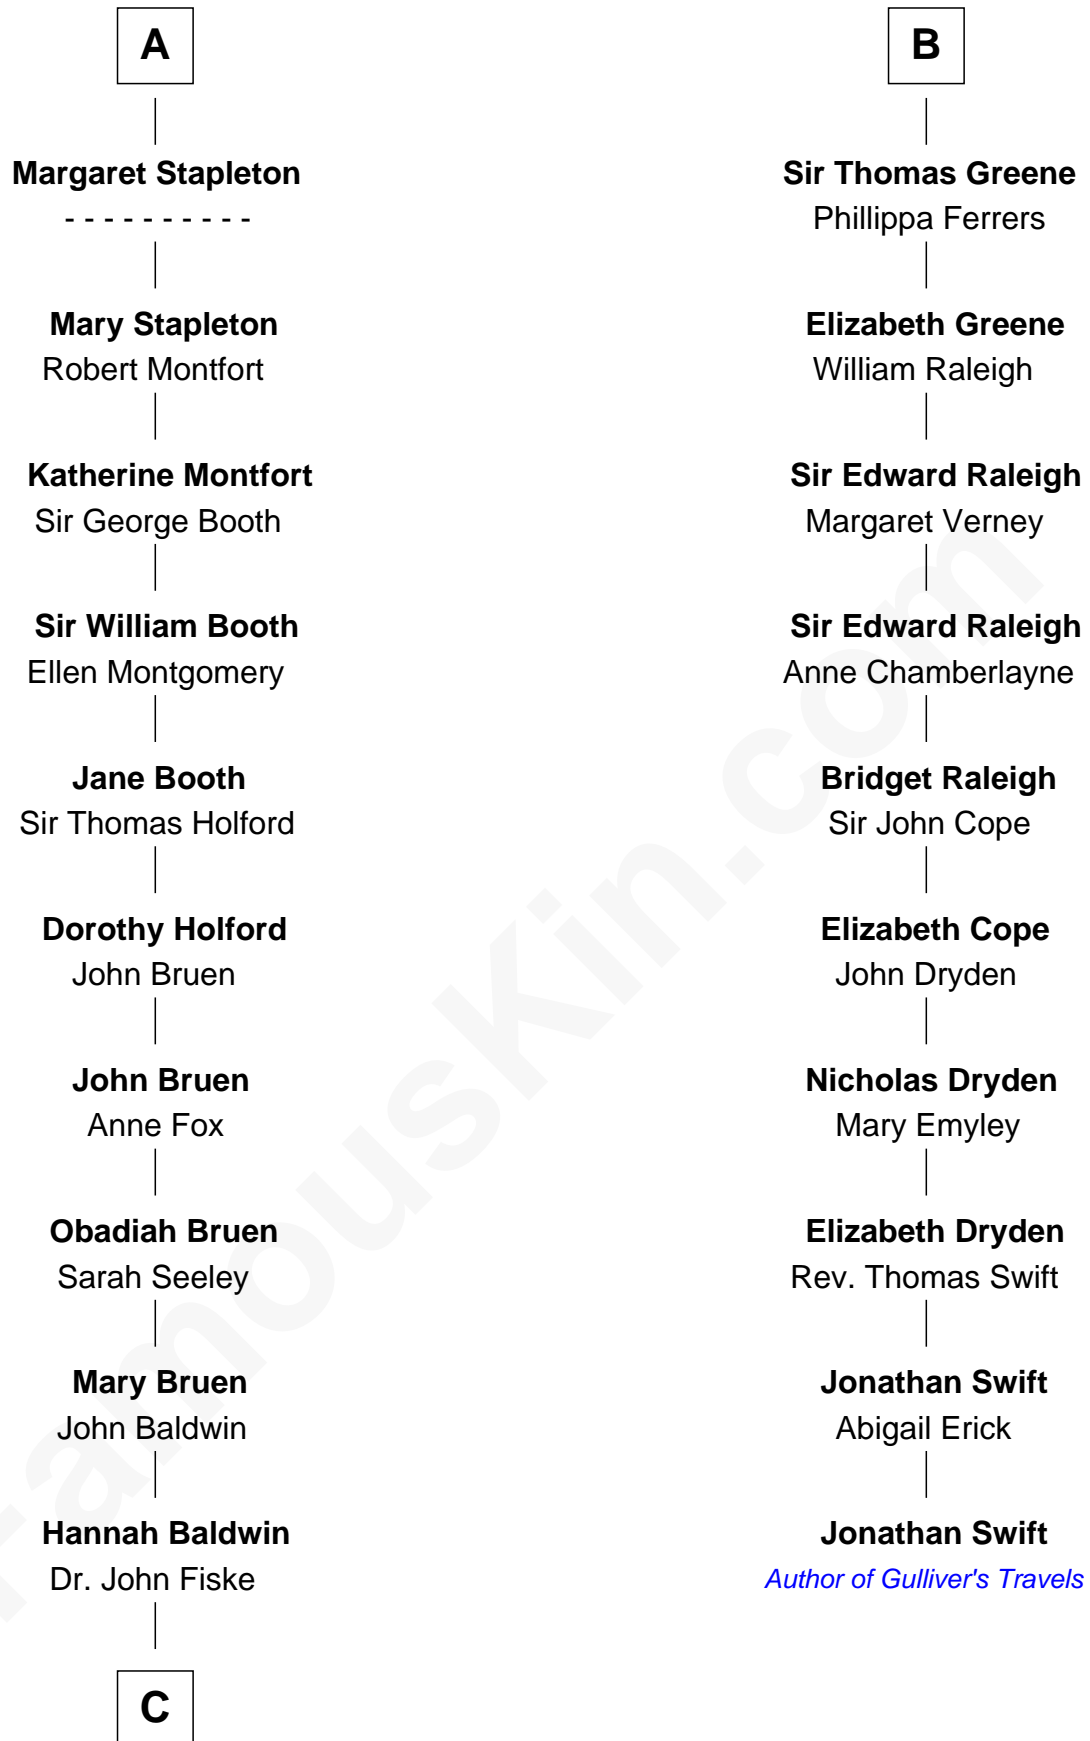 A
Margaret Stapleton
- - - - - - - - - -
Mary Stapleton
Robert Montfort
Katherine Montfort
Sir George Booth
Sir William Booth
Ellen Montgomery
Jane Booth
Sir Thomas Holford
Dorothy Holford
John Bruen
John Bruen
Anne Fox
Obadiah Bruen
Sarah Seeley
Mary Bruen
John Baldwin
Hannah Baldwin
Dr. John Fiske
C
B
Sir Thomas Greene
Phillippa Ferrers
Elizabeth Greene
William Raleigh
Sir Edward Raleigh
Margaret Verney
Sir Edward Raleigh
Anne Chamberlayne
Bridget Raleigh
Sir John Cope
Elizabeth Cope
John Dryden
Nicholas Dryden
Mary Emyley
Elizabeth Dryden
Rev. Thomas Swift
Jonathan Swift
Abigail Erick
Jonathan Swift
Author of Gulliver's Travels
FamousKin.com